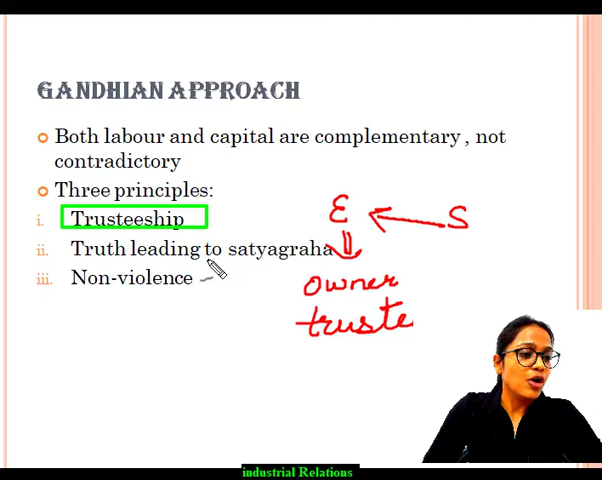 GANDHIAN APPROACH
Both labour and capital are complementary , not
contradictory
Three principles:
i. Trusteeship
ii. Truth leading to satyagraha
iii. Non-violence
E S
owner
truste
industrial Relations